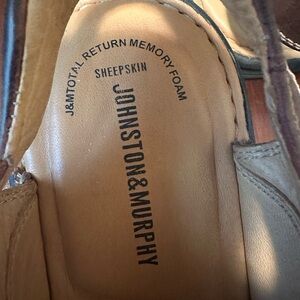 J&M TOTAL RETURN MEMORY FOAM
SHEEPSKIN
JOHNSTON&MURPHY